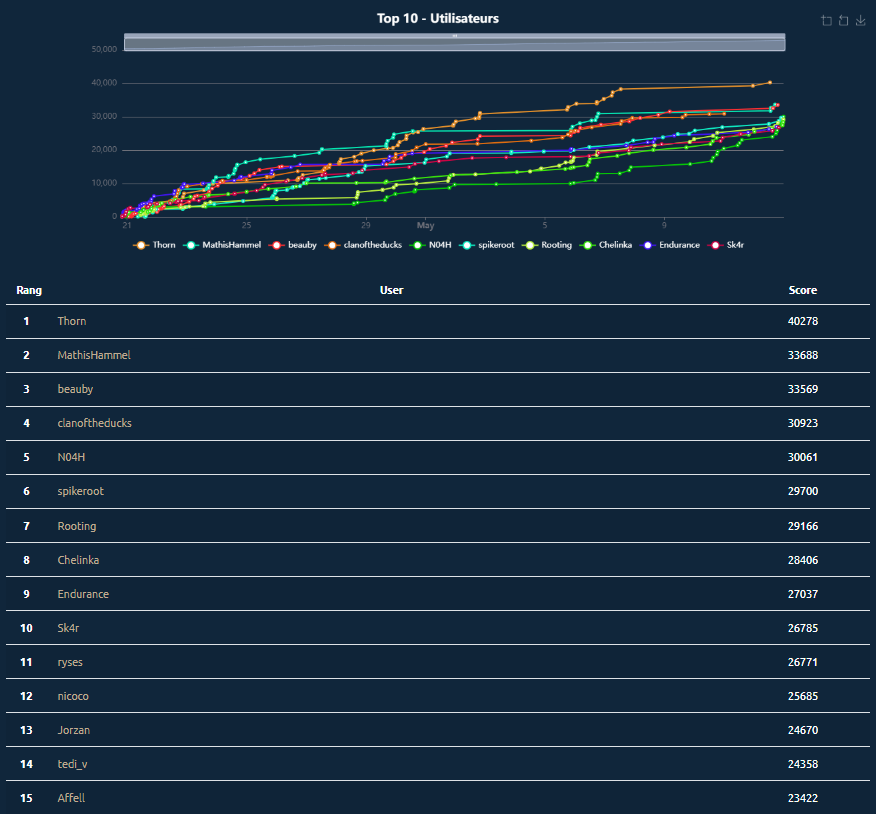 Top 10 - Utilisateurs
50,000
40,000
30,000
20,000
10,000
0
21 25 29 May 5 9
Thorn MathisHammel beauby clanoftheducks N04H spikeroot Rooting Chelinka Endurance Sk4r
Rang User Score
1 Thorn 40278
2 MathisHammel 33688
3 beauby 33569
4 clanoftheducks 30923
5 N04H 30061
6 spikeroot 29700
7 Rooting 29166
8 Chelinka 28406
9 Endurance 27037
10 Sk4r 26785
11 ryses 26771
12 nicoco 25685
13 Jorzan 24670
14 tedi_v 24358
15 Affell 23422